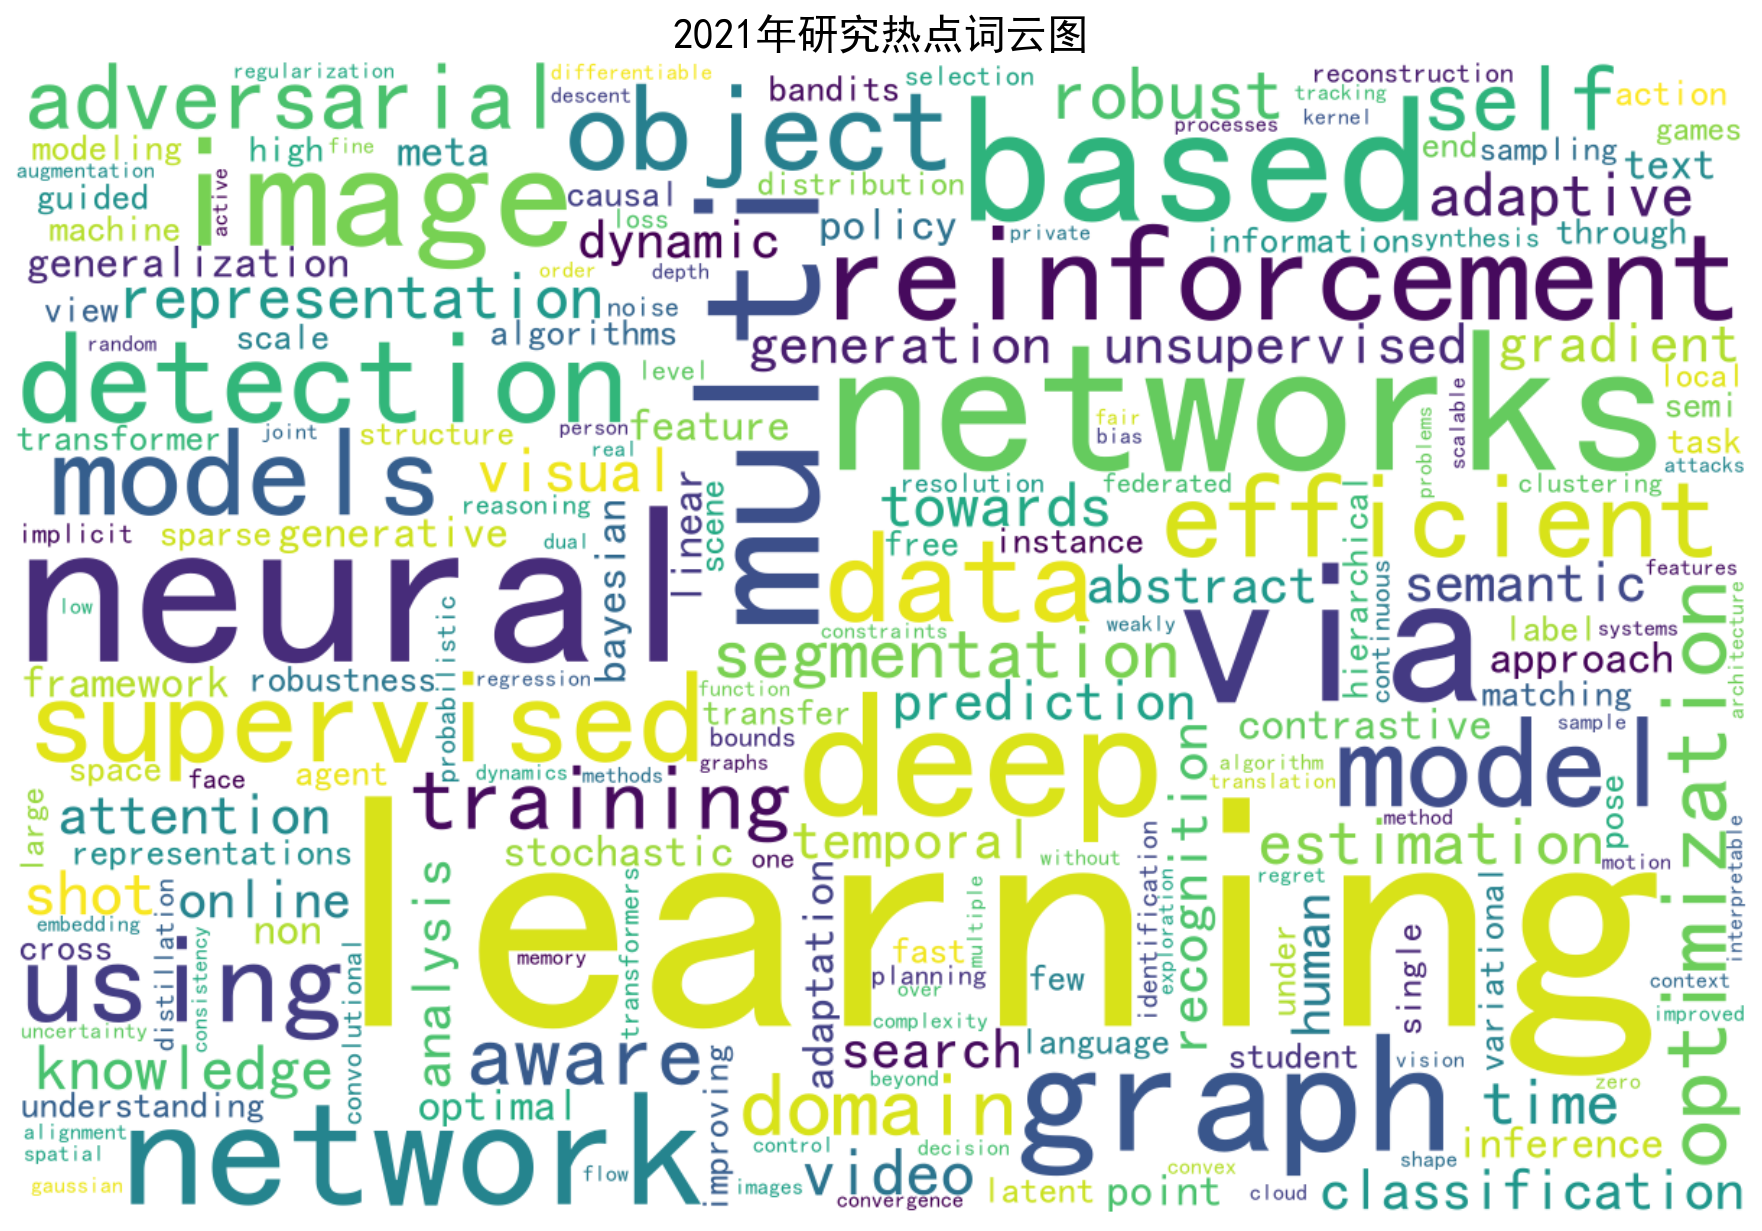 2021年研究热点词云图
regularization
differentiable
selection
reconstruction
adversarial
descent
bandits
robust
tracking
self
action
object
based
processes
kernel
games
modeling
high
fine
meta
end
sampling
text
augmentation
image
causal
distribution
adaptive
guided
active
loss
policy
private
machine
dynamic
information
synthesis
through
generalization
order
depth
multi
reinforcement
representation
noise
view
scale
algorithms
random
generation
unsupervised
gradient
detection
level
networks
local
scalable
semi
transformer
joint
structure
person
feature
fair
bias
problems
task
attacks
models
visual
real
reasoning
linear
scene
resolution
federated
clustering
towards
efficient
implicit
sparse
generative
dual
bayesian
free
instance
hierarchical
neural
data
abstract
continuous
semantic
features
low
probabilistic
constraints
weakly
via
label
systems
architecture
segmentation
approach
framework
robustness
regression
function
prediction
matching
optimization
supervised
transfer
deep
contrastive
sample
bounds
space
face
agent
dynamics
methods
graphs
recognition
algorithm
translation
model
pose
large
attention
training
method
representations
stochastic
one
temporal
without
identification
estimation
motion
interpretable
shot
online
analysis
learning
transformers
adaptation
multiple
exploration
regret
variational
embedding
distillation
non
fast
human
single
cross
using
consistency
convolutional
memory
planning
over
few
under
context
uncertainty
complexity
improved
knowledge
aware
search
language
student
vision
improving
beyond
graph
zero
understanding
optimal
domain
time
alignment
network
control
decision
inference
spatial
flow
video
convex
shape
gaussian
images
convergence
latent
point
cloud
classification